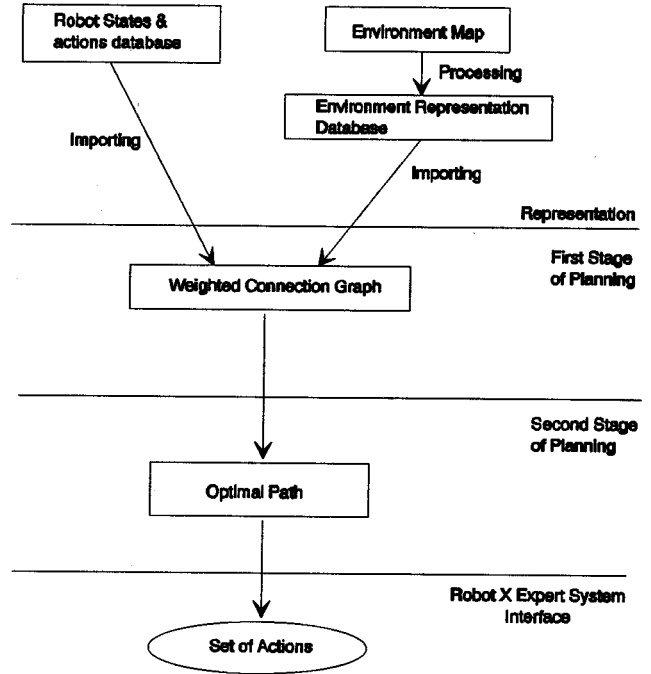 Robot States &
actions database
Environment Map
Processing
Environment Representation
Database
Importing
Importing
Representation
First Stage
of Planning
Weighted Connection Graph
Second Stage
of Planning
Optimal Path
Robot X Expert System
Interface
Set of Actions